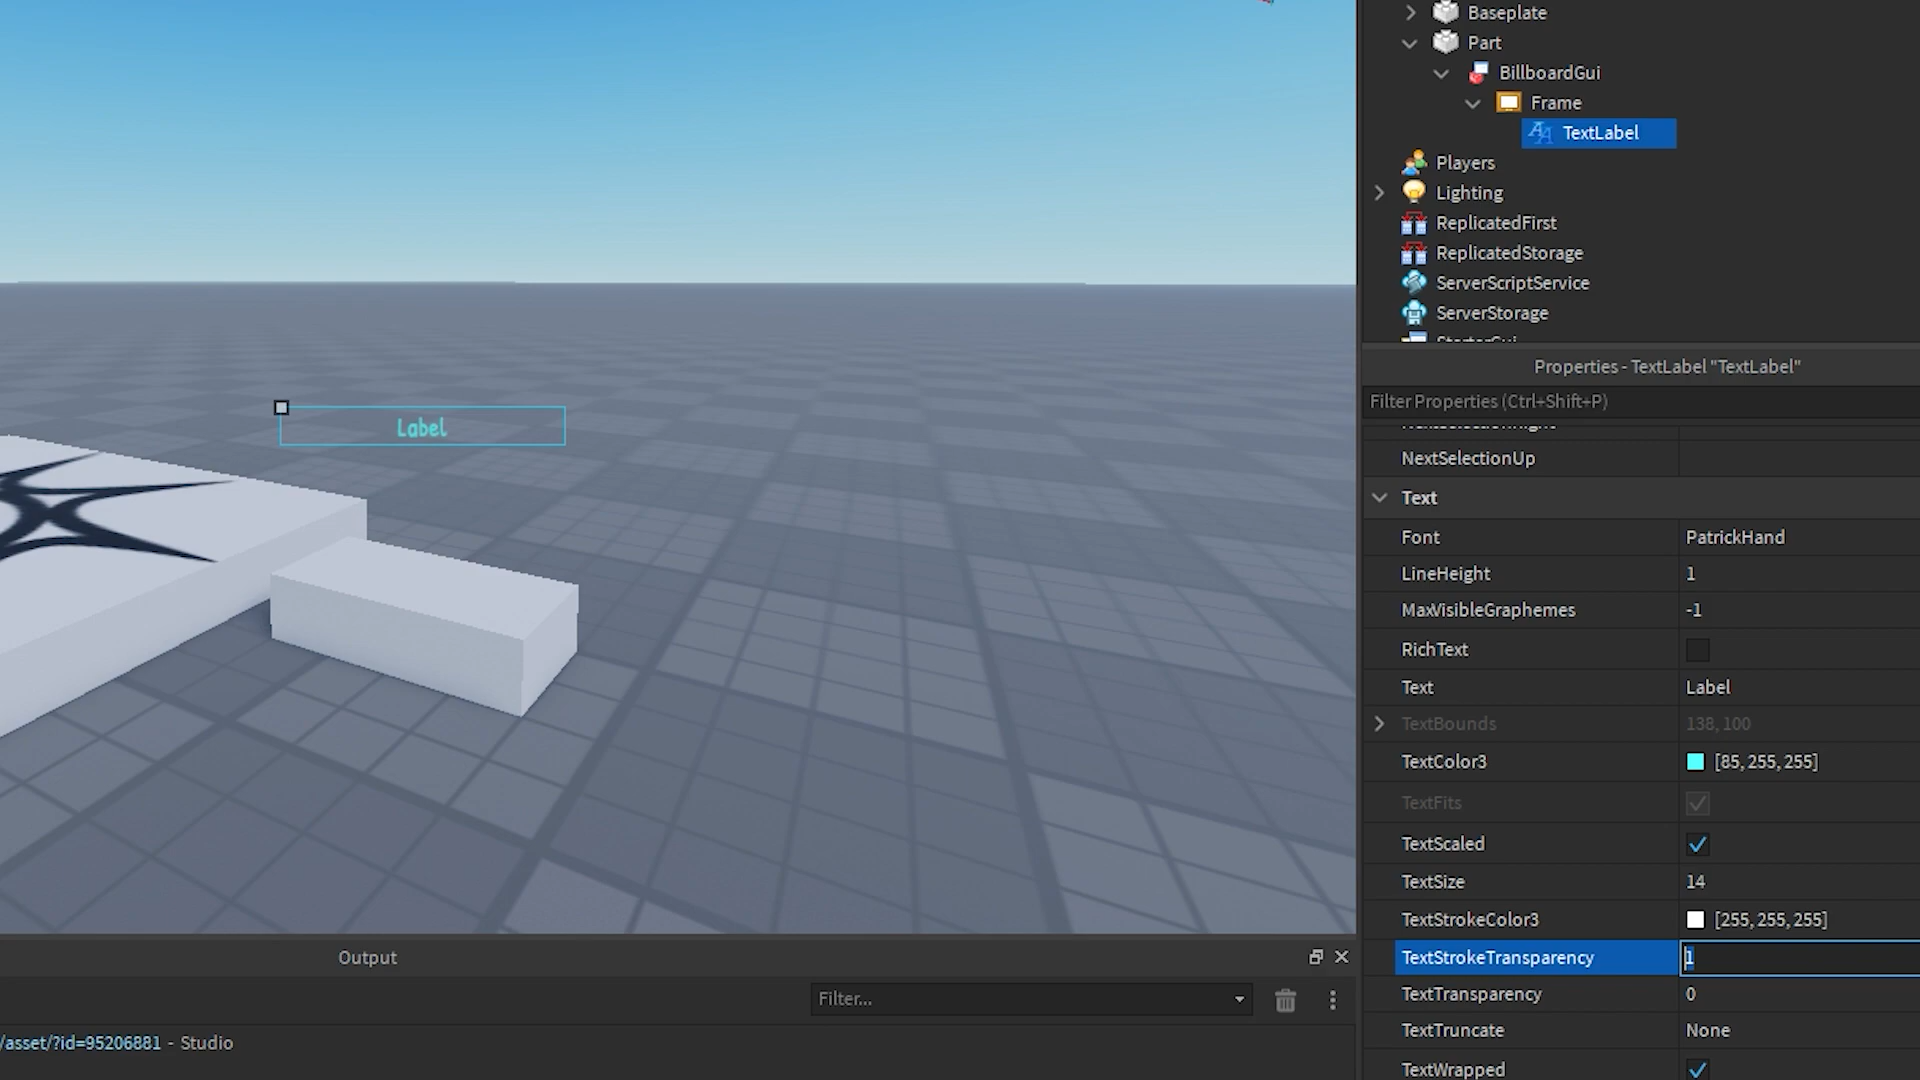 Baseplate
Part
BillboardGui
Frame
TextLabel
Players
Lighting
ReplicatedFirst
ReplicatedStorage
ServerScriptService
ServerStorage
Properties - TextLabel "TextLabel"
Filter Properties (Ctrl+Shift+P)
NextSelectionUp
Text
Font PatrickHand
LineHeight 1
MaxVisibleGraphemes -1
RichText
Text Label
TextBounds 138, 100
TextColor3 [85, 255, 255]
TextFits
TextScaled
TextSize 14
TextStrokeColor3 [255, 255, 255]
TextStrokeTransparency 1
TextTransparency 0
TextTruncate None
TextWrapped
Label
Output
Filter...
/asset/?id=95206881 - Studio